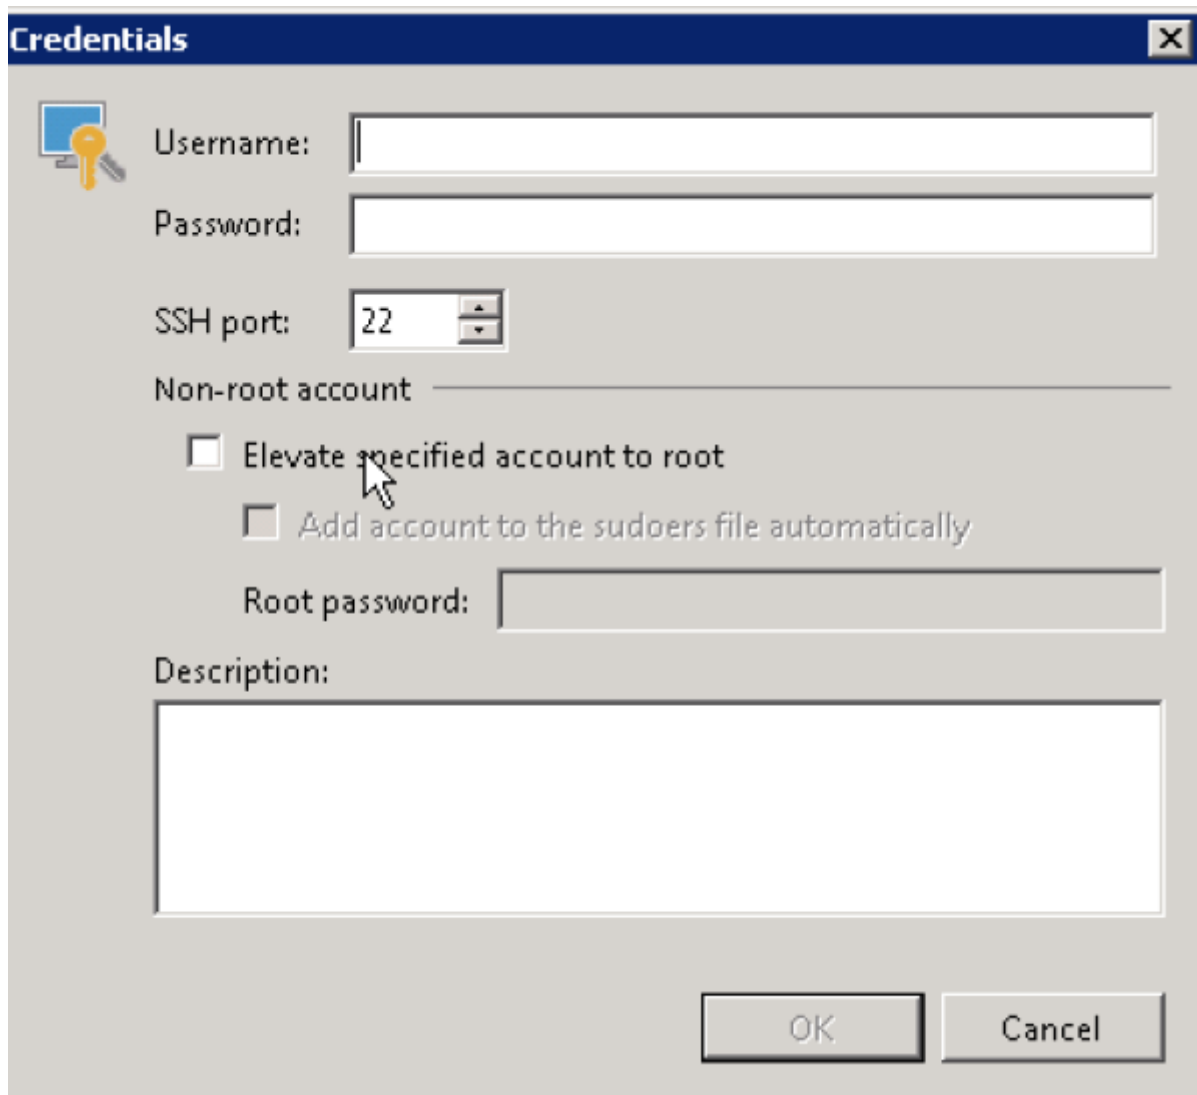 Credentials
Username:
Password:
SSH port: 22
Non-root account
Elevate specified account to root
Add account to the sudoers file automatically
Root password:
Description:
OK Cancel